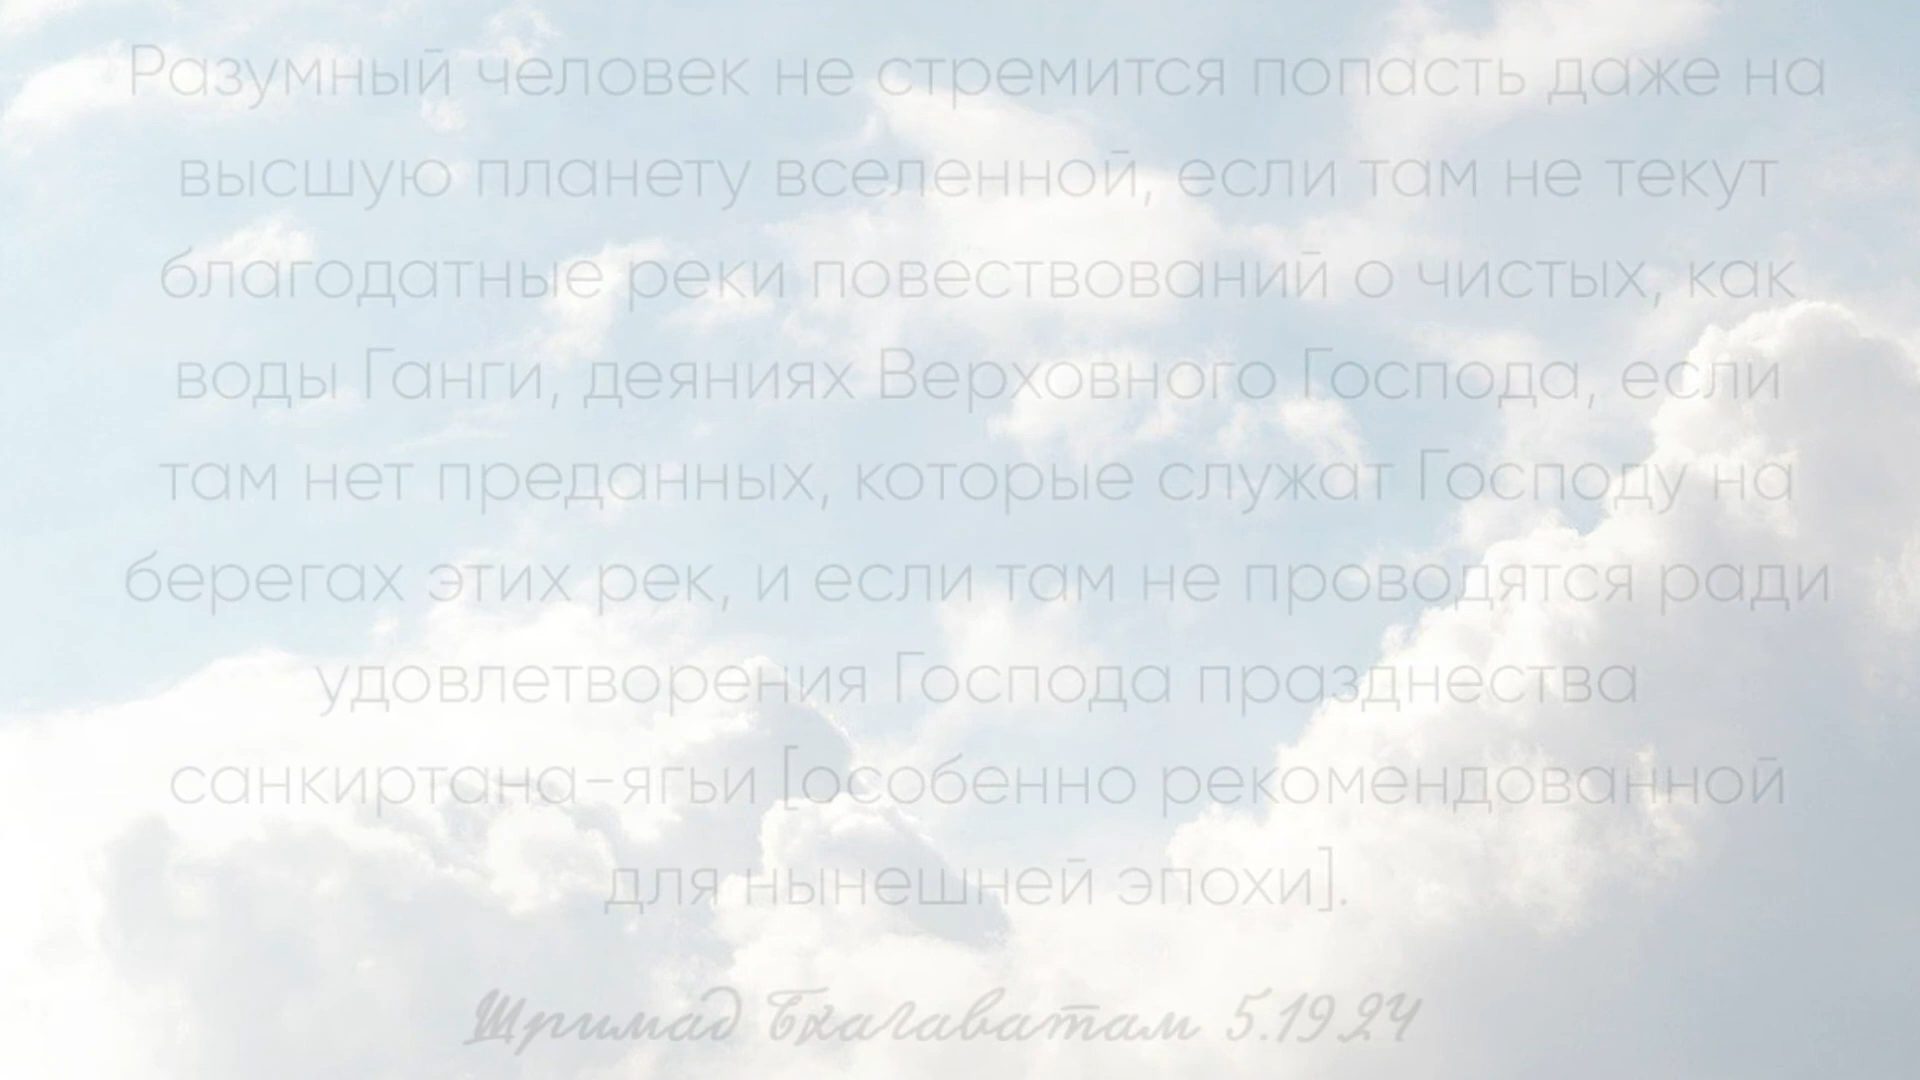 Разумный человек не стремится попасть даже на
высшую планету вселенной, если там не текут
благодатные реки повествований о чистых, как
воды Ганги, деяниях Верховного Господа, если
там нет преданных, которые служат Господу на
берегах этих рек, и если там не проводятся ради
удовлетворения Господа празднества
санкиртана-ягьи [особенно рекомендованной
для нынешней эпохи].
Шримад Бхагаватам 5.19.24